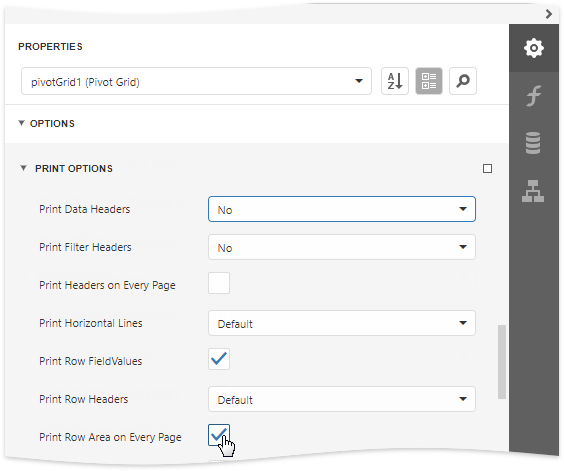 PROPERTIES
pivotGrid1 (Pivot Grid)
A
Z
OPTIONS
PRINT OPTIONS
Print Data Headers No
Print Filter Headers No
Print Headers on Every Page
Print Horizontal Lines Default
Print Row FieldValues
Print Row Headers Default
Print Row Area on Every Page